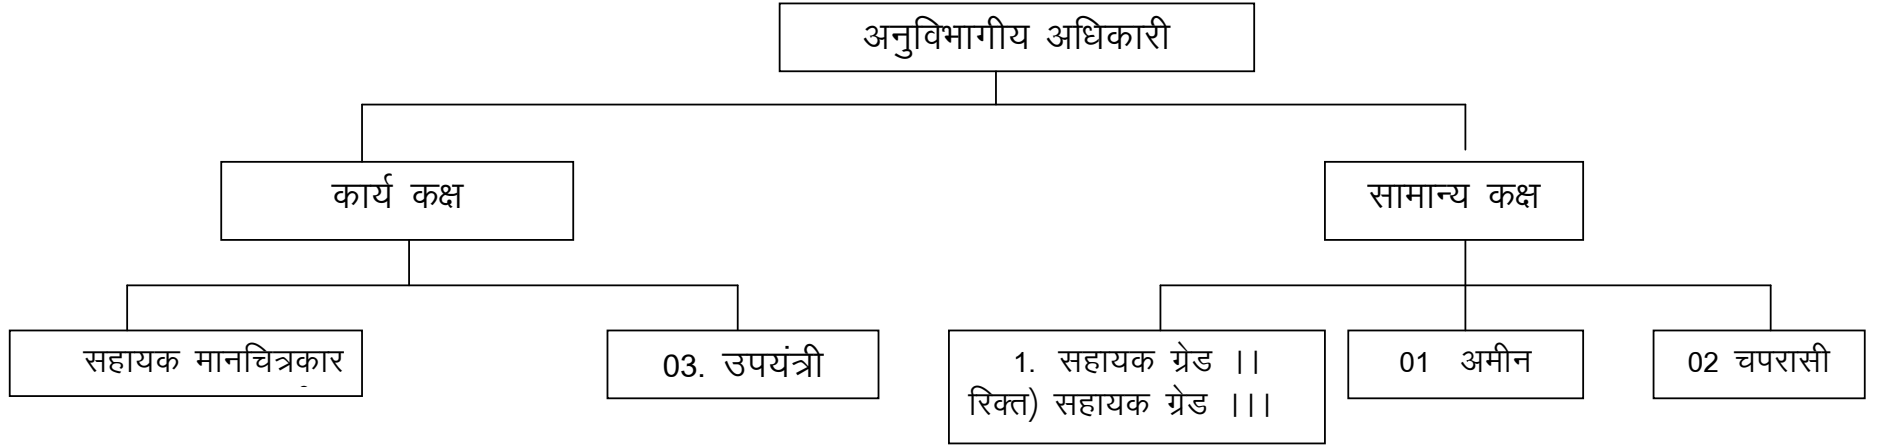 अनुविभागीय अधिकारी
कार्य कक्ष
सामान्य कक्ष
सहायक मानचित्रकार
03. उपयंत्री
1. सहायक ग्रेड ।।
रिक्त) सहायक ग्रेड ।।।
01 अमीन
02 चपरासी